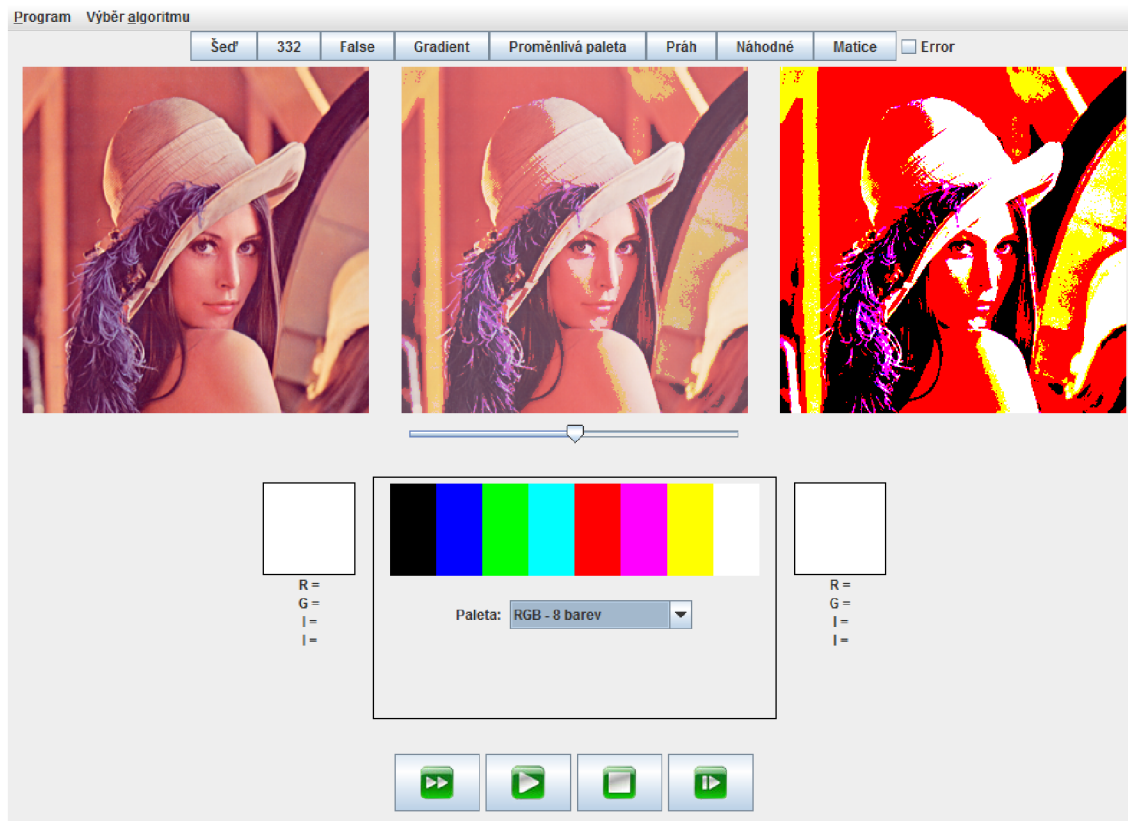 Program Výběr algoritmu
Šeď 332 False Gradient Proměnlivá paleta Práh Náhodné Matice Error
R =
G =
I =
I =
Paleta: RGB - 8 barev
R =
G =
I =
I =